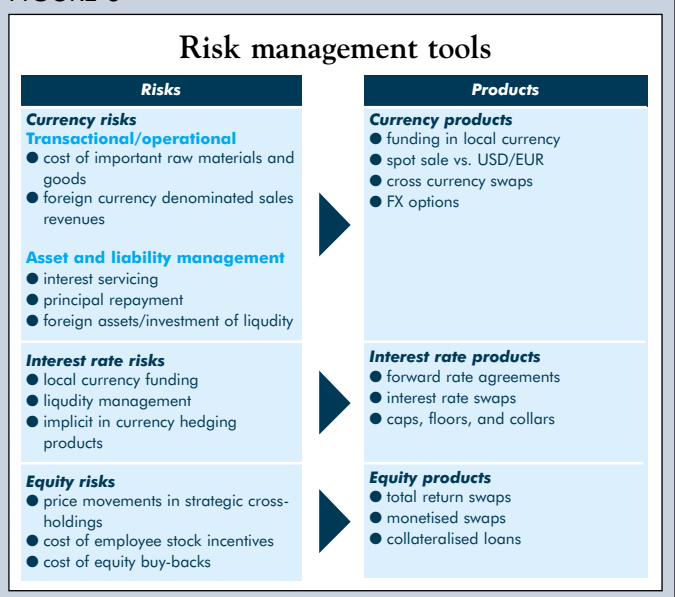 Risk management tools
Risks
Currency risks
Transactional/operational
● cost of important raw materials and
goods
● foreign currency denominated sales
revenues
Asset and liability management
● interest servicing
● principal repayment
● foreign assets/investment of liqudity
Interest rate risks
● local currency funding
● liqudity management
● implicit in currency hedging
products
Equity risks
● price movements in strategic cross-
holdings
● cost of employee stock incentives
● cost of equity buy-backs
Products
Currency products
● funding in local currency
● spot sale vs. USD/EUR
● cross currency swaps
● FX options
Interest rate products
● forward rate agreements
● interest rate swaps
● caps, floors, and collars
Equity products
● total return swaps
● monetised swaps
● collateralised loans